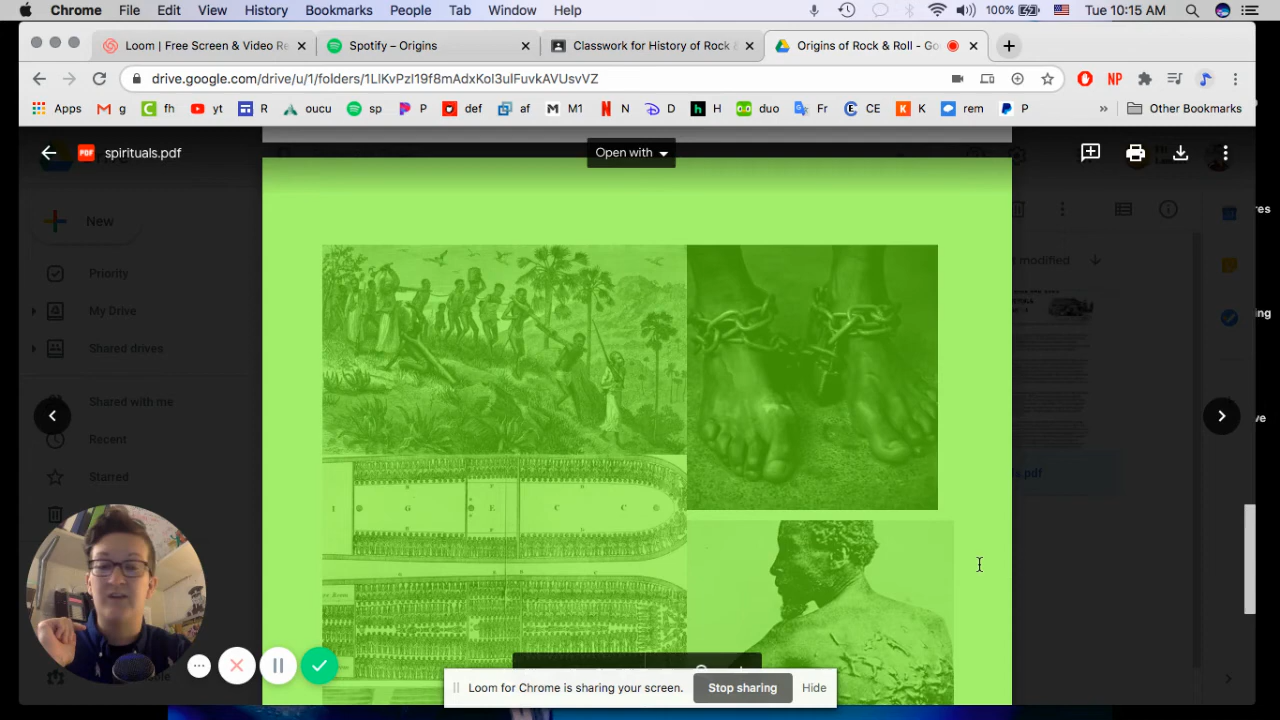 Chrome File Edit View History Bookmarks People Tab Window Help 100% Tue 10:15 AM
Loom | Free Screen & Video Re Spotify – Origins Classwork for History of Rock & Origins of Rock & Roll - Go
drive.google.com/drive/u/1/folders/1LlKvPzl19f8mAdxKol3uIFuvkAVUsvVZ
Apps g fh yt R oucu sp P def af M1 N D H duo Fr CE K rem P » Other Bookmarks
PDF spirituals.pdf Open with
New
Priority
My Drive
Shared drives
Shared with me
Recent
Starred
modified
G E C C
Loom for Chrome is sharing your screen. Stop sharing Hide